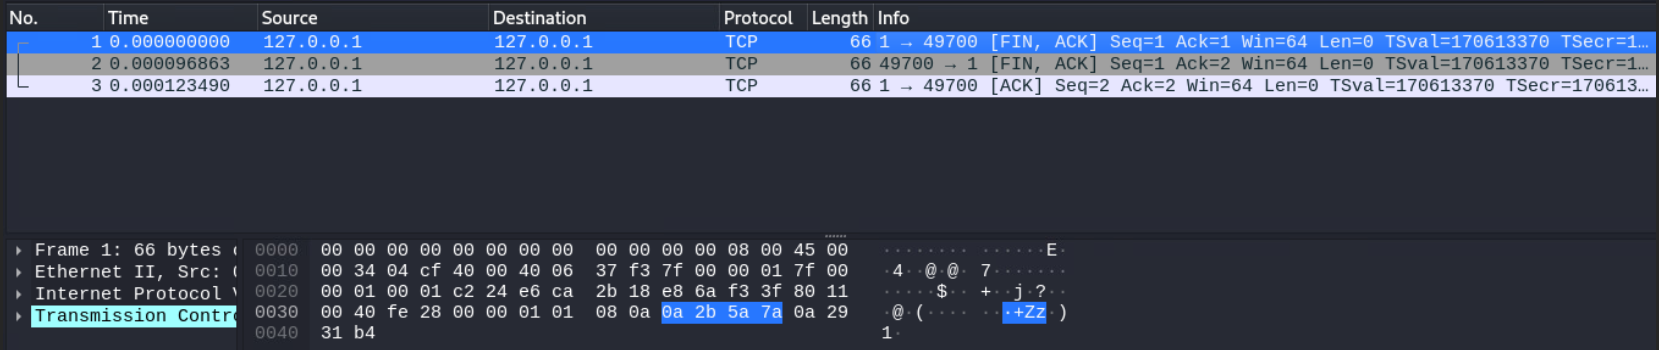 No. Time Source Destination Protocol Length Info
1 0.000000000 127.0.0.1 127.0.0.1 TCP 66 1 → 49700 [FIN, ACK] Seq=1 Ack=1 Win=64 Len=0 TSval=170613370 TSecr=1…
2 0.000096863 127.0.0.1 127.0.0.1 TCP 66 49700 → 1 [FIN, ACK] Seq=1 Ack=2 Win=64 Len=0 TSval=170613370 TSecr=1…
3 0.000123490 127.0.0.1 127.0.0.1 TCP 66 1 → 49700 [ACK] Seq=2 Ack=2 Win=64 Len=0 TSval=170613370 TSecr=170613…
Frame 1: 66 bytes 0000 00 00 00 00 00 00 00 00 00 00 00 00 08 00 45 00 ········ ······E·
Ethernet II, Src: 0010 00 34 04 cf 40 00 40 06 37 f3 7f 00 00 01 7f 00 ·4··@·@· 7·······
Internet Protocol 0020 00 01 00 01 c2 24 e6 ca 2b 18 e8 6a f3 3f 80 11 ·····$·· +··j·?··
Transmission Contr 0030 00 40 fe 28 00 00 01 01 08 0a 0a 2b 5a 7a 0a 29 ·@·(···· ···+Zz·)
0040 31 b4 1·